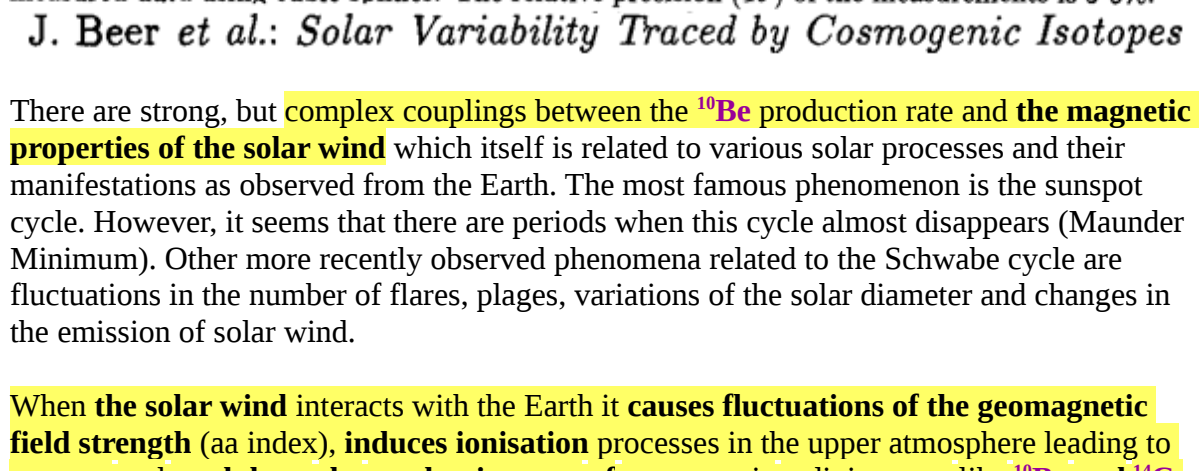 J. Beer et al.: Solar Variability Traced by Cosmogenic Isotopes
There are strong, but complex couplings between the ¹⁰Be production rate and the magnetic
properties of the solar wind which itself is related to various solar processes and their
manifestations as observed from the Earth. The most famous phenomenon is the sunspot
cycle. However, it seems that there are periods when this cycle almost disappears (Maunder
Minimum). Other more recently observed phenomena related to the Schwabe cycle are
fluctuations in the number of flares, plages, variations of the solar diameter and changes in
the emission of solar wind.
When the solar wind interacts with the Earth it causes fluctuations of the geomagnetic
field strength (aa index), induces ionisation processes in the upper atmosphere leading to